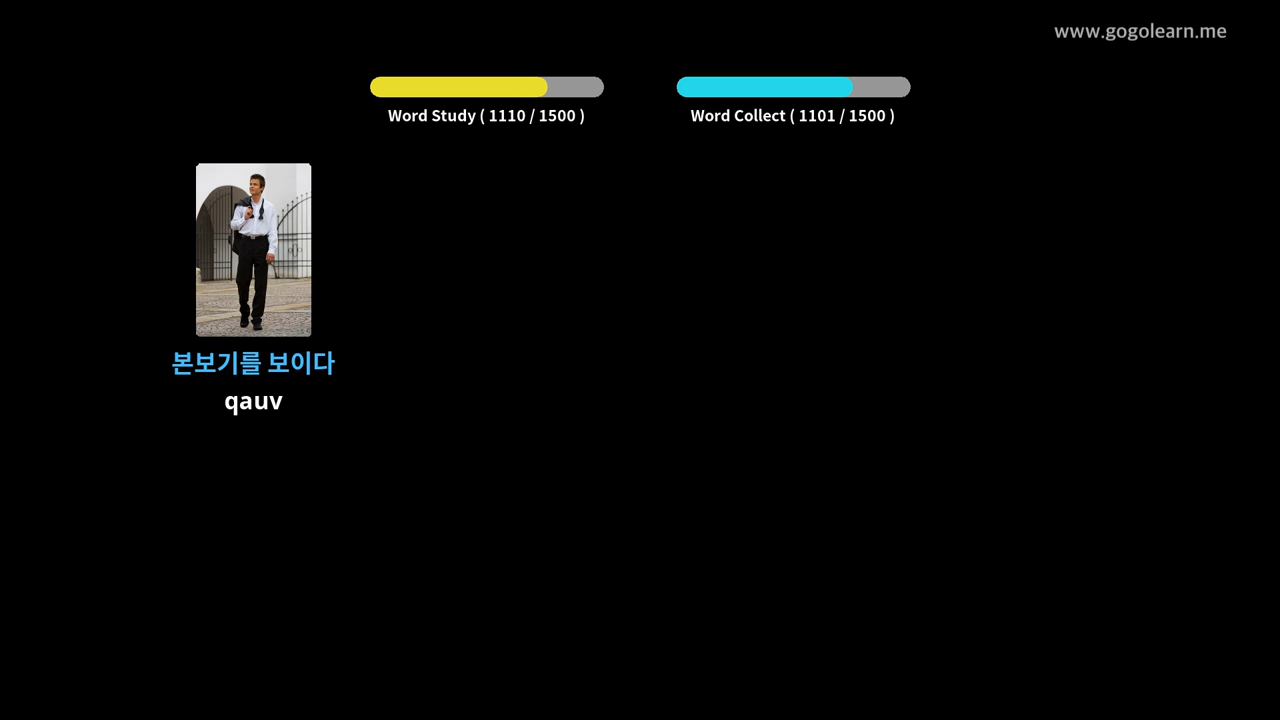 www.gogolearn.me
Word Study ( 1110 / 1500 )
Word Collect ( 1101 / 1500 )
본보기를 보이다
qauv